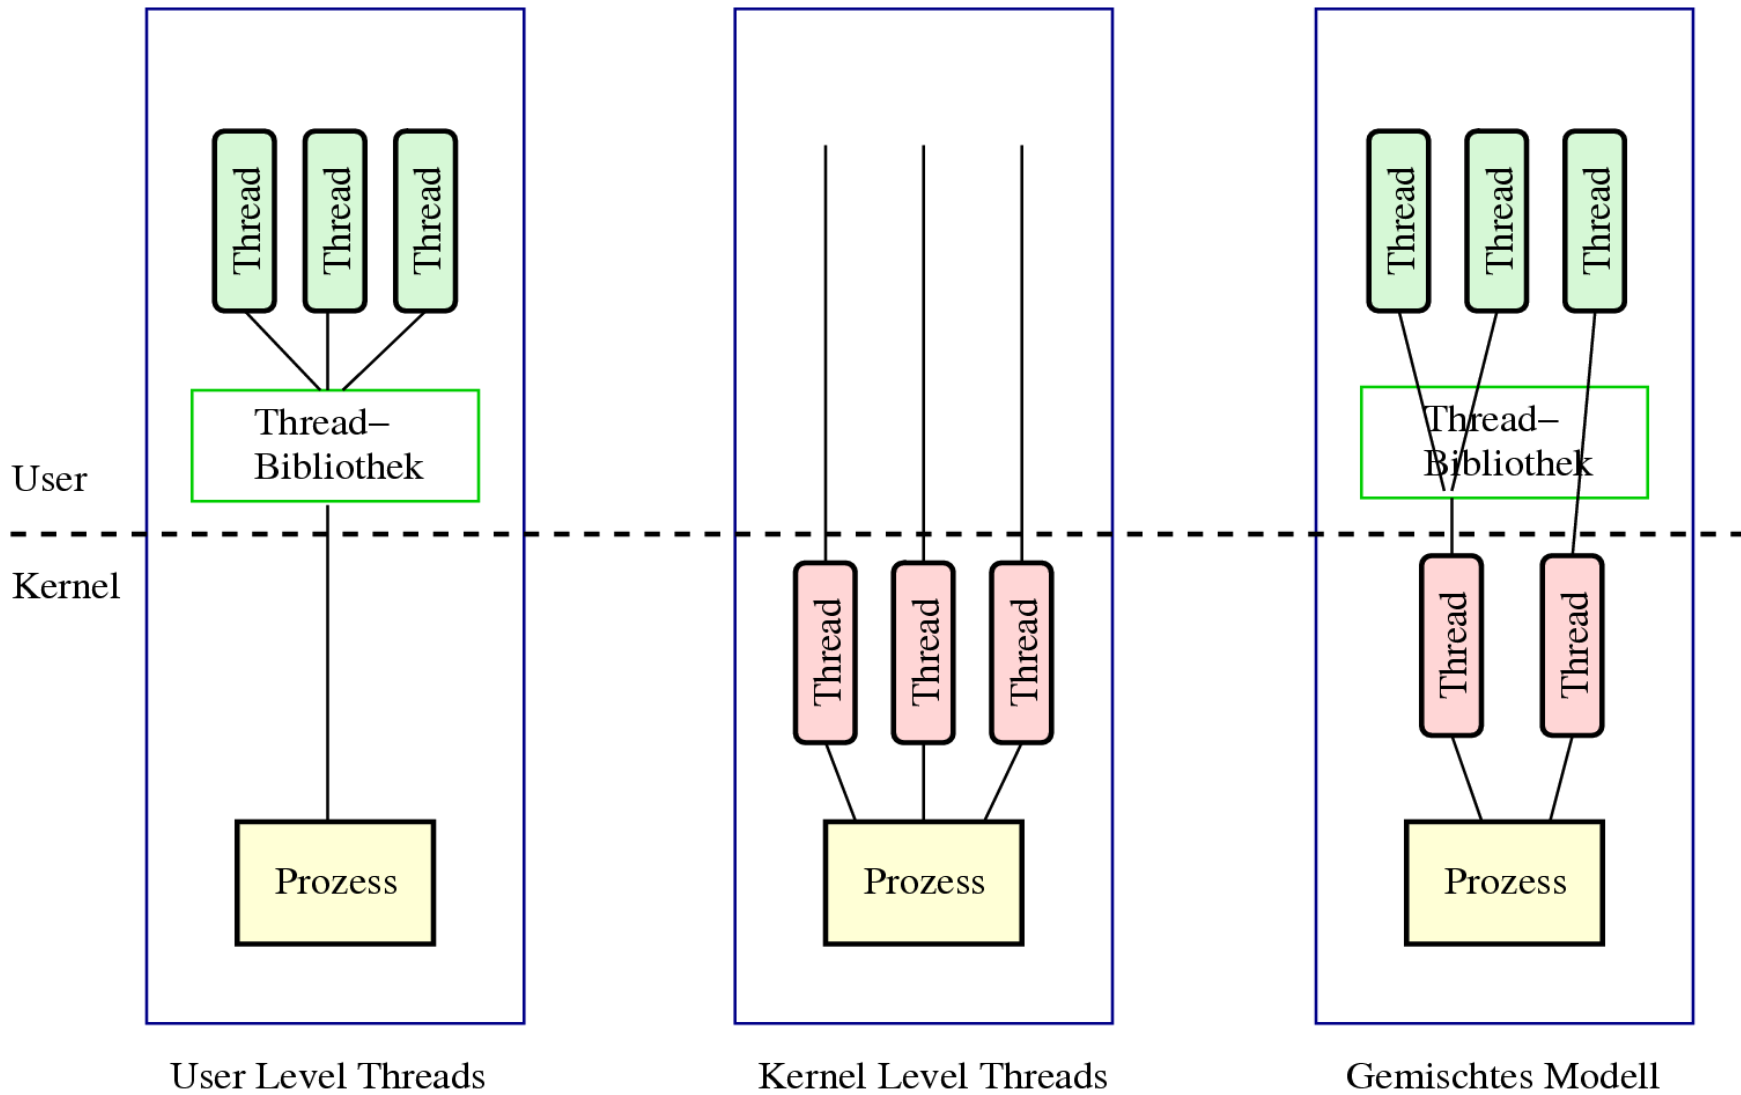 Thread
Thread
Thread
Thread–
Bibliothek
User
Kernel
Prozess
User Level Threads
Thread
Thread
Thread
Prozess
Kernel Level Threads
Thread
Thread
Thread
Thread–
Bibliothek
Thread
Thread
Prozess
Gemischtes Modell